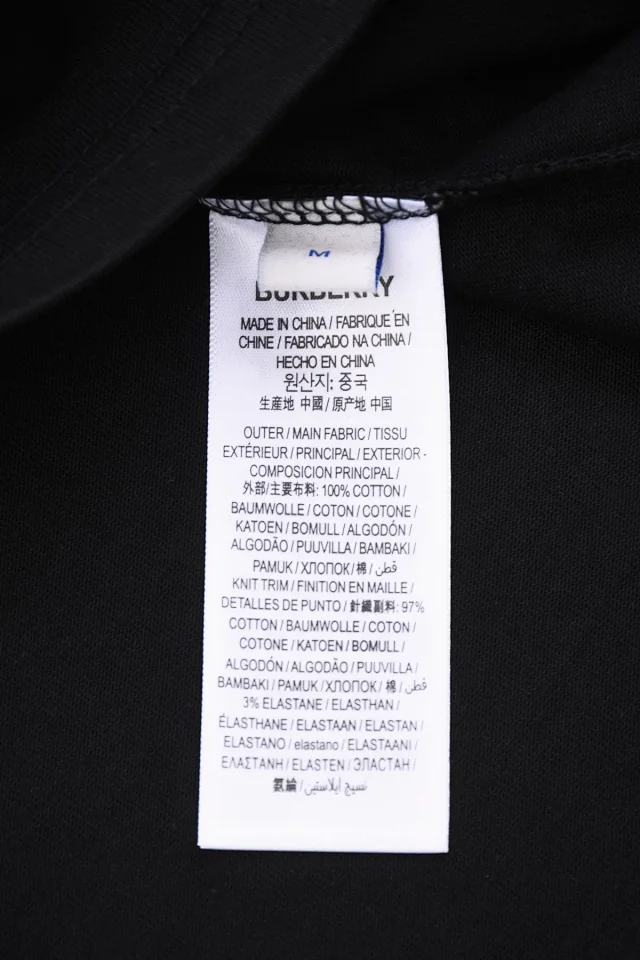 M
BURBERRY
MADE IN CHINA / FABRIQUE EN
CHINE / FABRICADO NA CHINA /
HECHO EN CHINA
원산지: 중국
生産地 中國 / 原产地 中国
OUTER / MAIN FABRIC / TISSU
EXTÉRIEUR / PRINCIPAL / EXTERIOR -
COMPOSICION PRINCIPAL /
外部/主要布料: 100% COTTON /
BAUMWOLLE / COTON / COTONE /
KATOEN / BOMULL / ALGODÓN /
ALGODÃO / PUUVILLA / BAMBAKI /
PAMUK / ХЛОПОК / 棉 / قطن /
KNIT TRIM / FINITION EN MAILLE /
DETALLES DE PUNTO / 針織副料: 97%
COTTON / BAUMWOLLE / COTON /
COTONE / KATOEN / BOMULL /
ALGODÓN / ALGODÃO / PUUVILLA /
BAMBAKI / PAMUK / ХЛОПОК / 棉 / قطن
3% ELASTANE / ELASTHAN /
ÉLASTHANE / ELASTAAN / ELASTAN /
ELASTANO / elastano / ELASTAANI /
ΕΛΑΣΤΑΝΗ / ELASTEN / ЭЛАСТАН /
氨綸 / نسيج إيلاستين